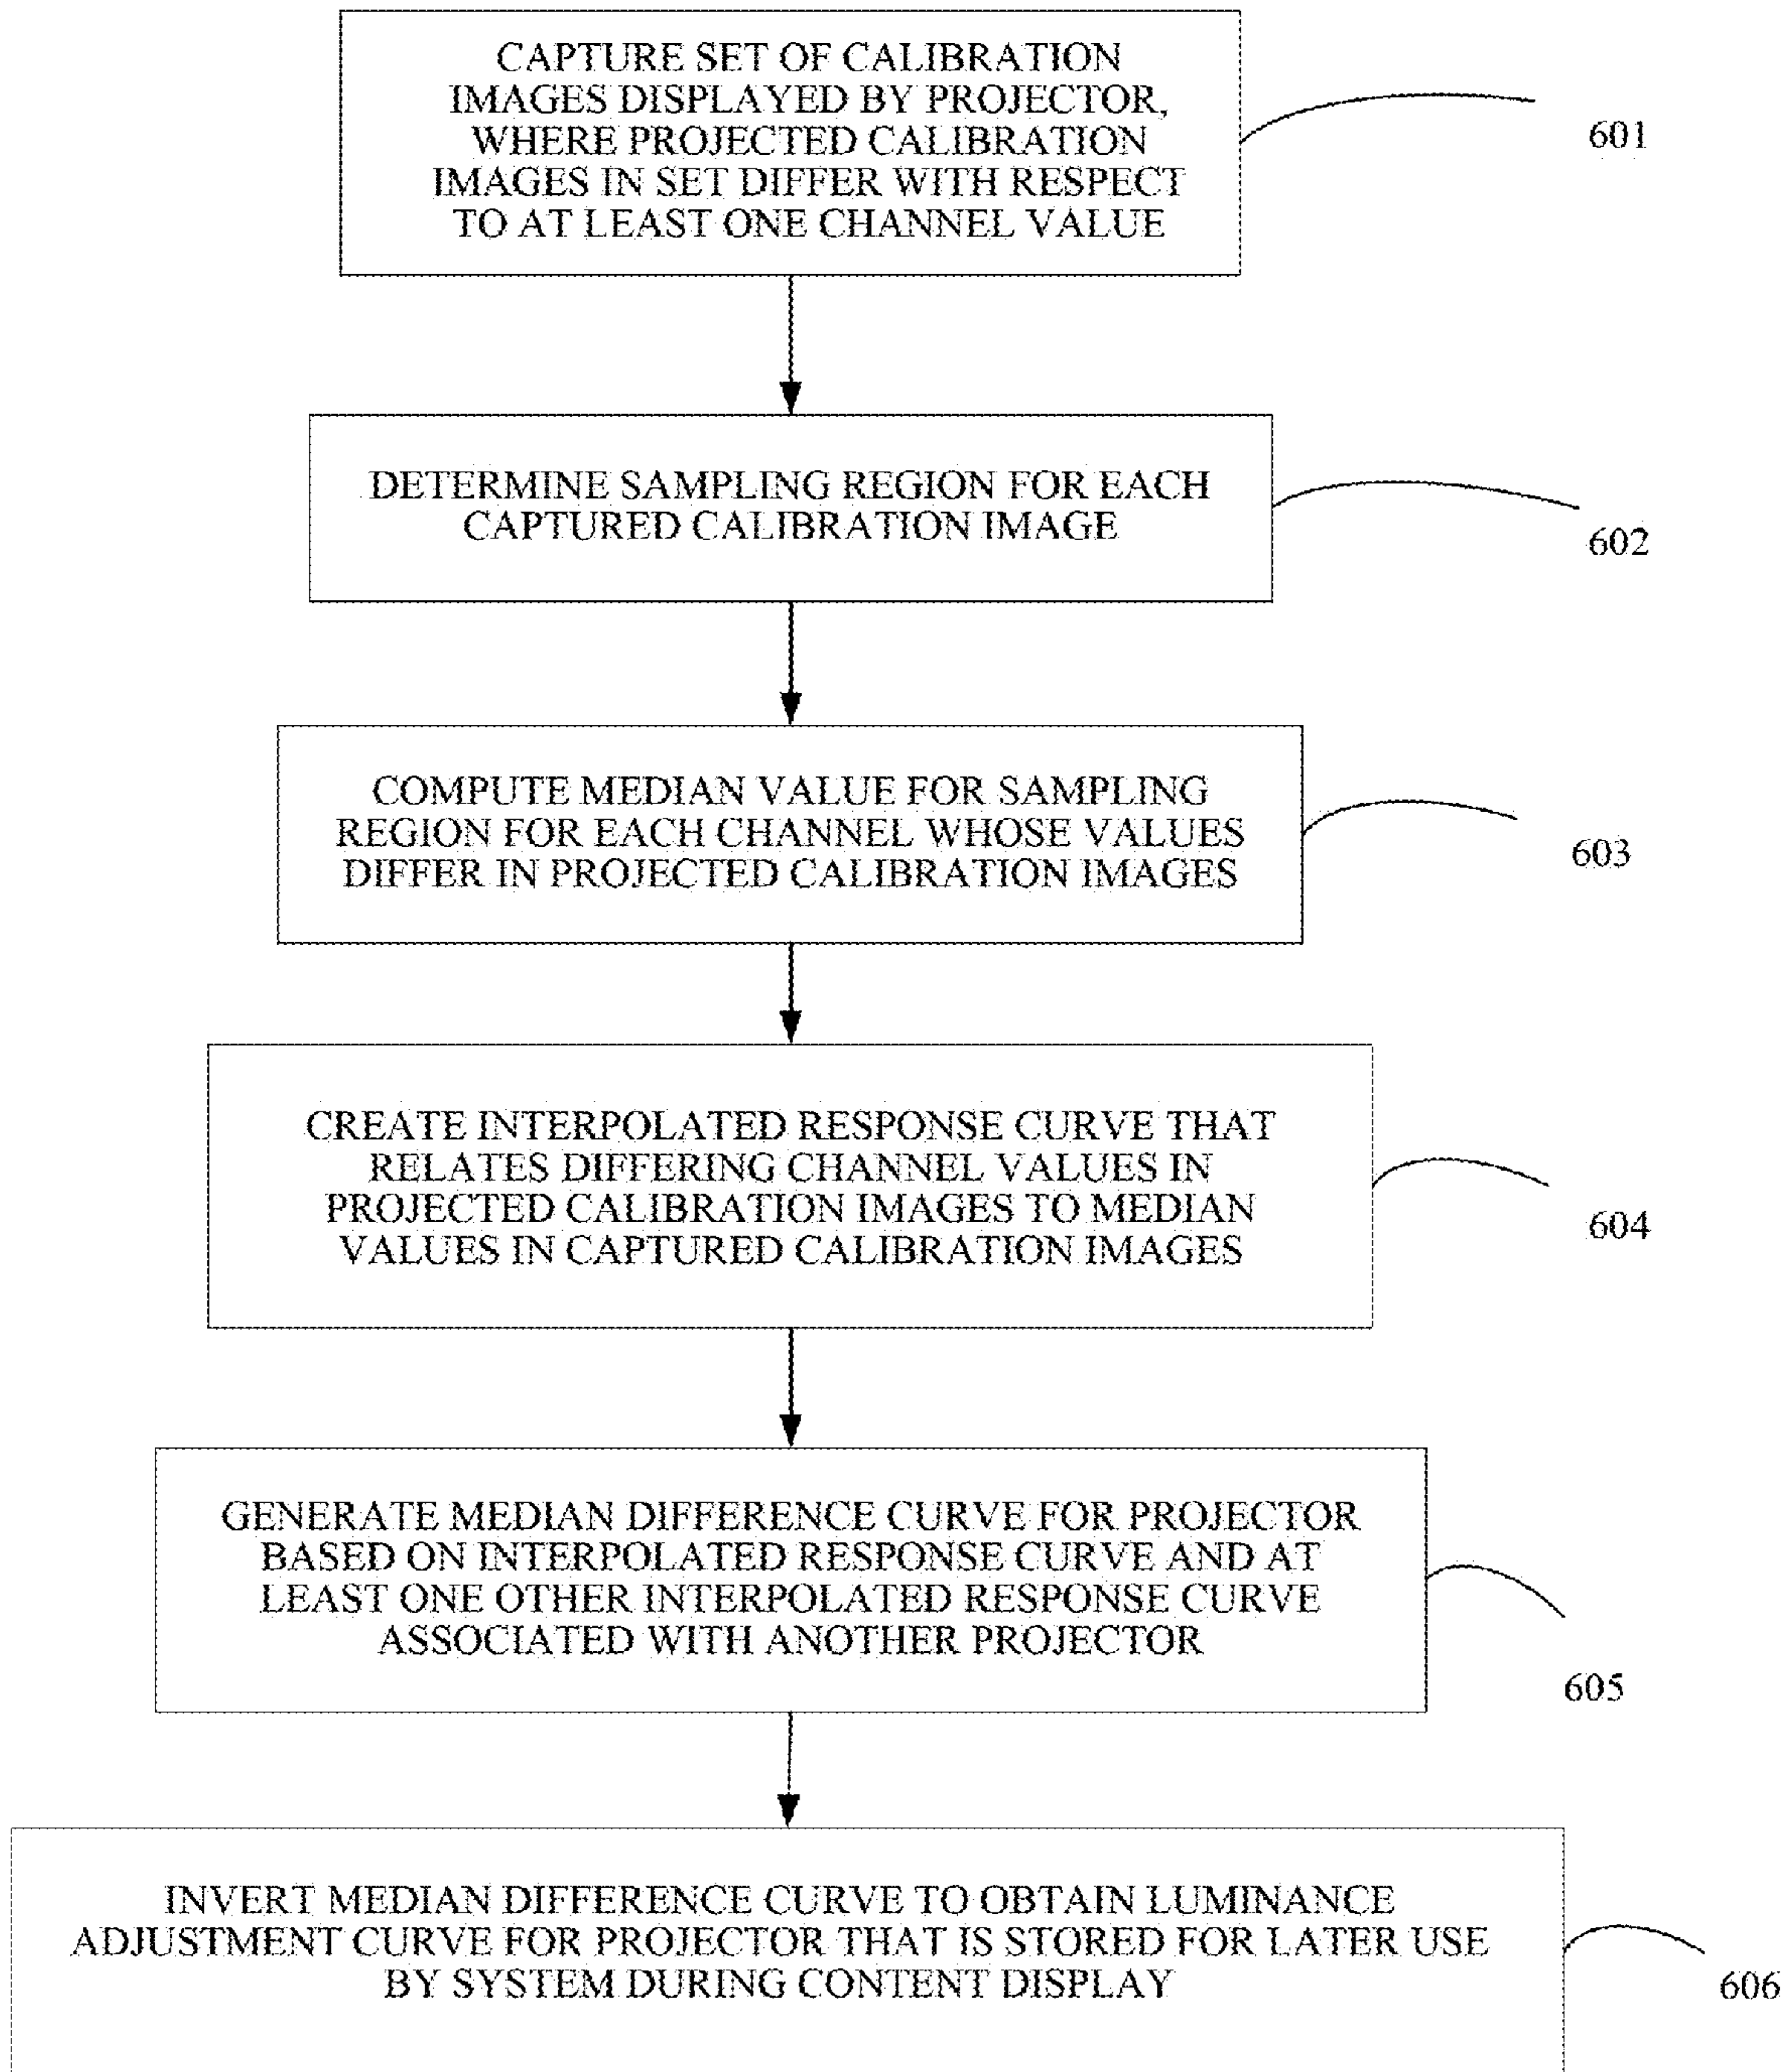 CAPTURE SET OF CALIBRATION
IMAGES DISPLAYED BY PROJECTOR,
WHERE PROJECTED CALIBRATION
IMAGES IN SET DIFFER WITH RESPECT
TO AT LEAST ONE CHANNEL VALUE
601
DETERMINE SAMPLING REGION FOR EACH
CAPTURED CALIBRATION IMAGE
602
COMPUTE MEDIAN VALUE FOR SAMPLING
REGION FOR EACH CHANNEL WHOSE VALUES
DIFFER IN PROJECTED CALIBRATION IMAGES
603
CREATE INTERPOLATED RESPONSE CURVE THAT
RELATES DIFFERING CHANNEL VALUES IN
PROJECTED CALIBRATION IMAGES TO MEDIAN
VALUES IN CAPTURED CALIBRATION IMAGES
604
GENERATE MEDIAN DIFFERENCE CURVE FOR PROJECTOR
BASED ON INTERPOLATED RESPONSE CURVE AND AT
LEAST ONE OTHER INTERPOLATED RESPONSE CURVE
ASSOCIATED WITH ANOTHER PROJECTOR
605
INVERT MEDIAN DIFFERENCE CURVE TO OBTAIN LUMINANCE
ADJUSTMENT CURVE FOR PROJECTOR THAT IS STORED FOR LATER USE
BY SYSTEM DURING CONTENT DISPLAY
606